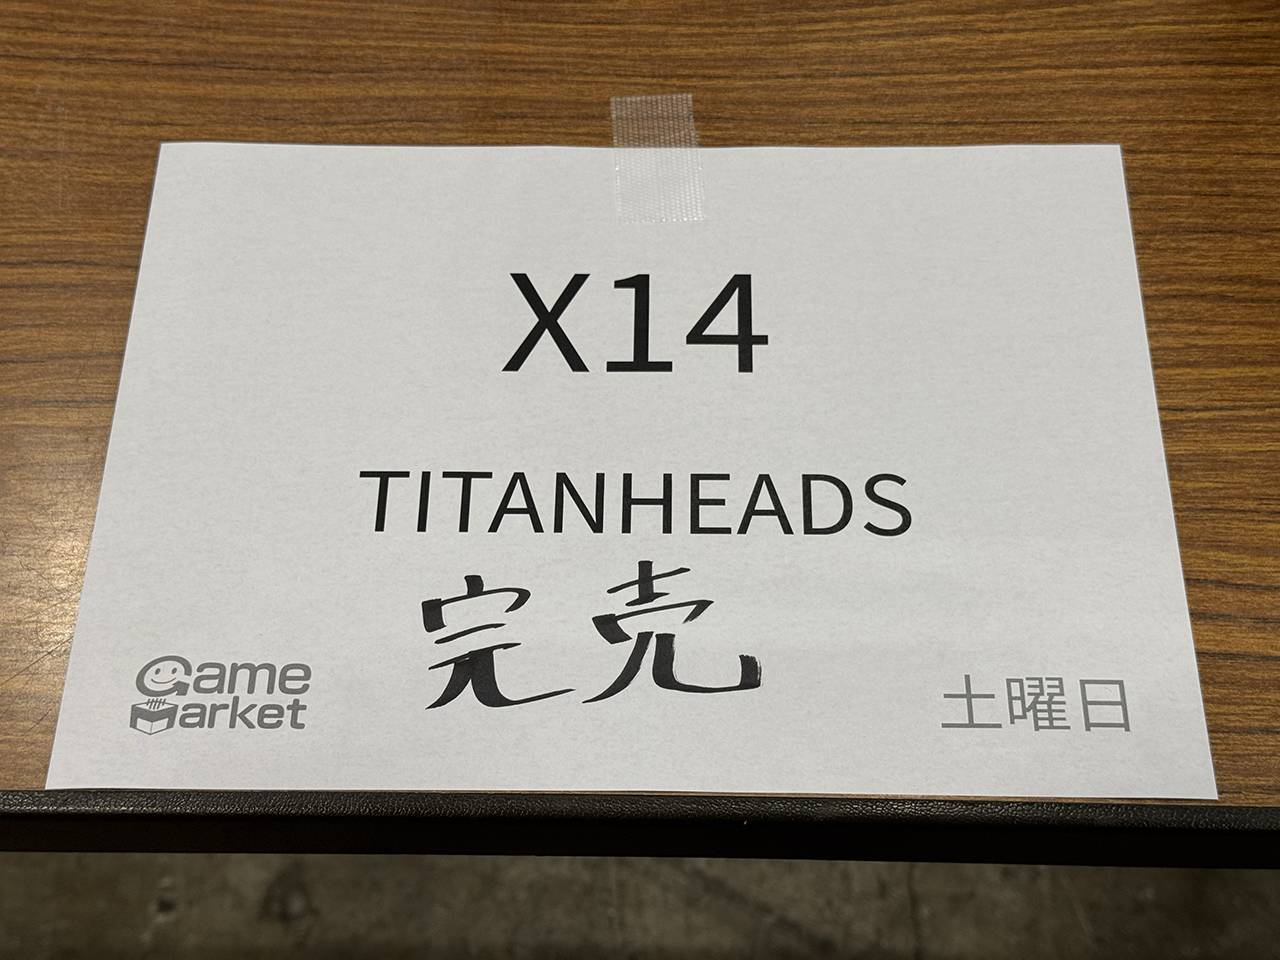 X14
TITANHEADS
完売
Game Market
土曜日